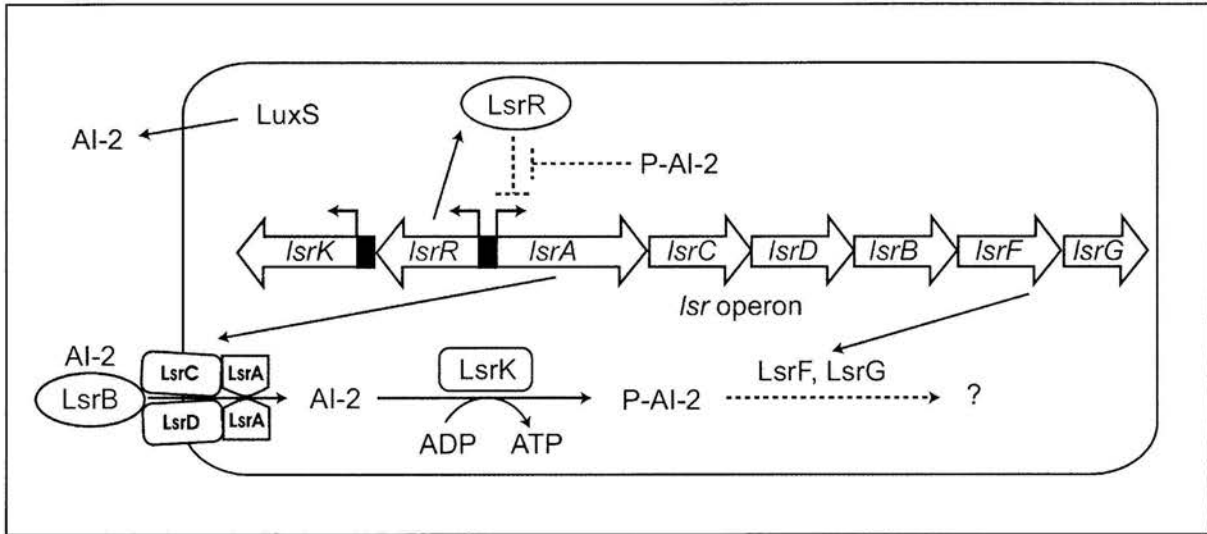 LsrR
LuxS
AI-2
P-AI-2
lsrK lsrR lsrA lsrC lsrD lsrB lsrF lsrG
lsr operon
AI-2
LsrC LsrA
LsrK
LsrF, LsrG
LsrB
AI-2
P-AI-2
?
LsrD LsrA
ADP ATP